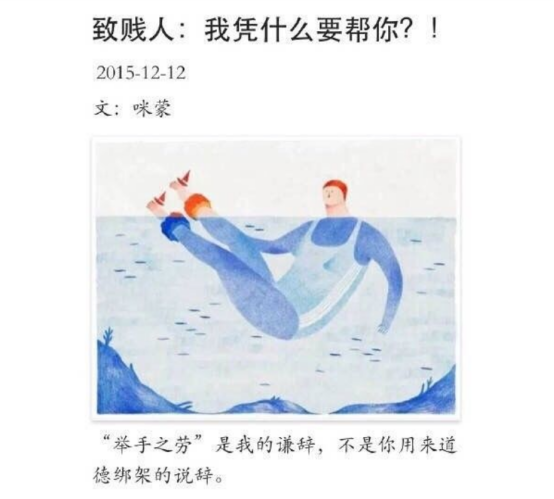 致贱人：我凭什么要帮你？！
2015-12-12
文：咪蒙
“举手之劳”是我的谦辞，不是你用来道
德绑架的说辞。